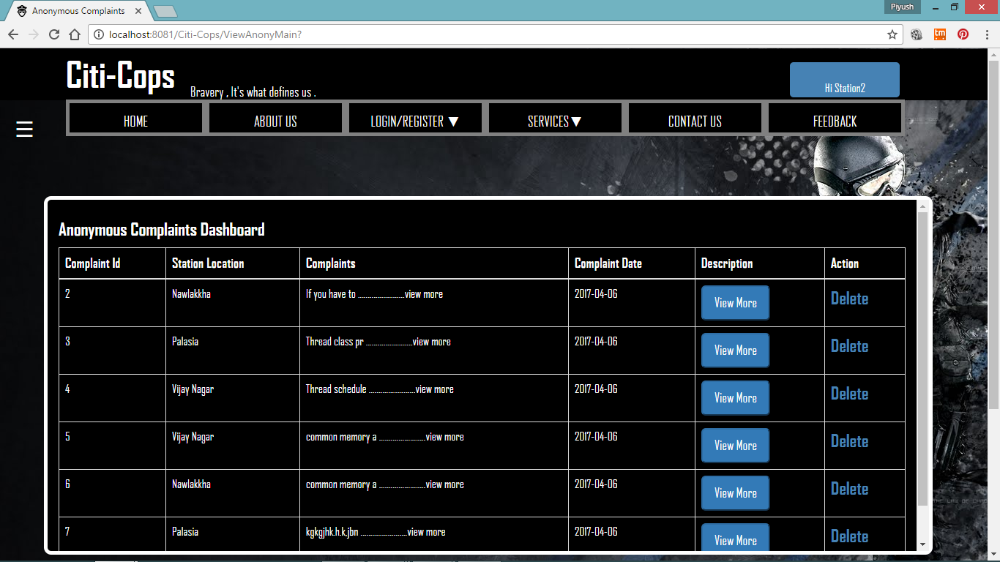 Anonymous Complaints
Piyush
localhost:8081/Citi-Cops/ViewAnonyMain?
tm
Citi-Cops
Bravery , It's what defines us .
Hi Station2
HOME ABOUT US LOGIN/REGISTER ▼ SERVICES▼ CONTACT US FEEDBACK
Anonymous Complaints Dashboard
Complaint Id Station Location Complaints Complaint Date Description Action
2 Nawlakkha If you have to ........................view more 2017-04-06 View More Delete
3 Palasia Thread class pr ........................view more 2017-04-06 View More Delete
4 Vijay Nagar Thread schedule ........................view more 2017-04-06 View More Delete
5 Vijay Nagar common memory a ........................view more 2017-04-06 View More Delete
6 Nawlakkha common memory a ........................view more 2017-04-06 View More Delete
7 Palasia kgkgjhk.h.k,jbn ........................view more 2017-04-06 View More Delete